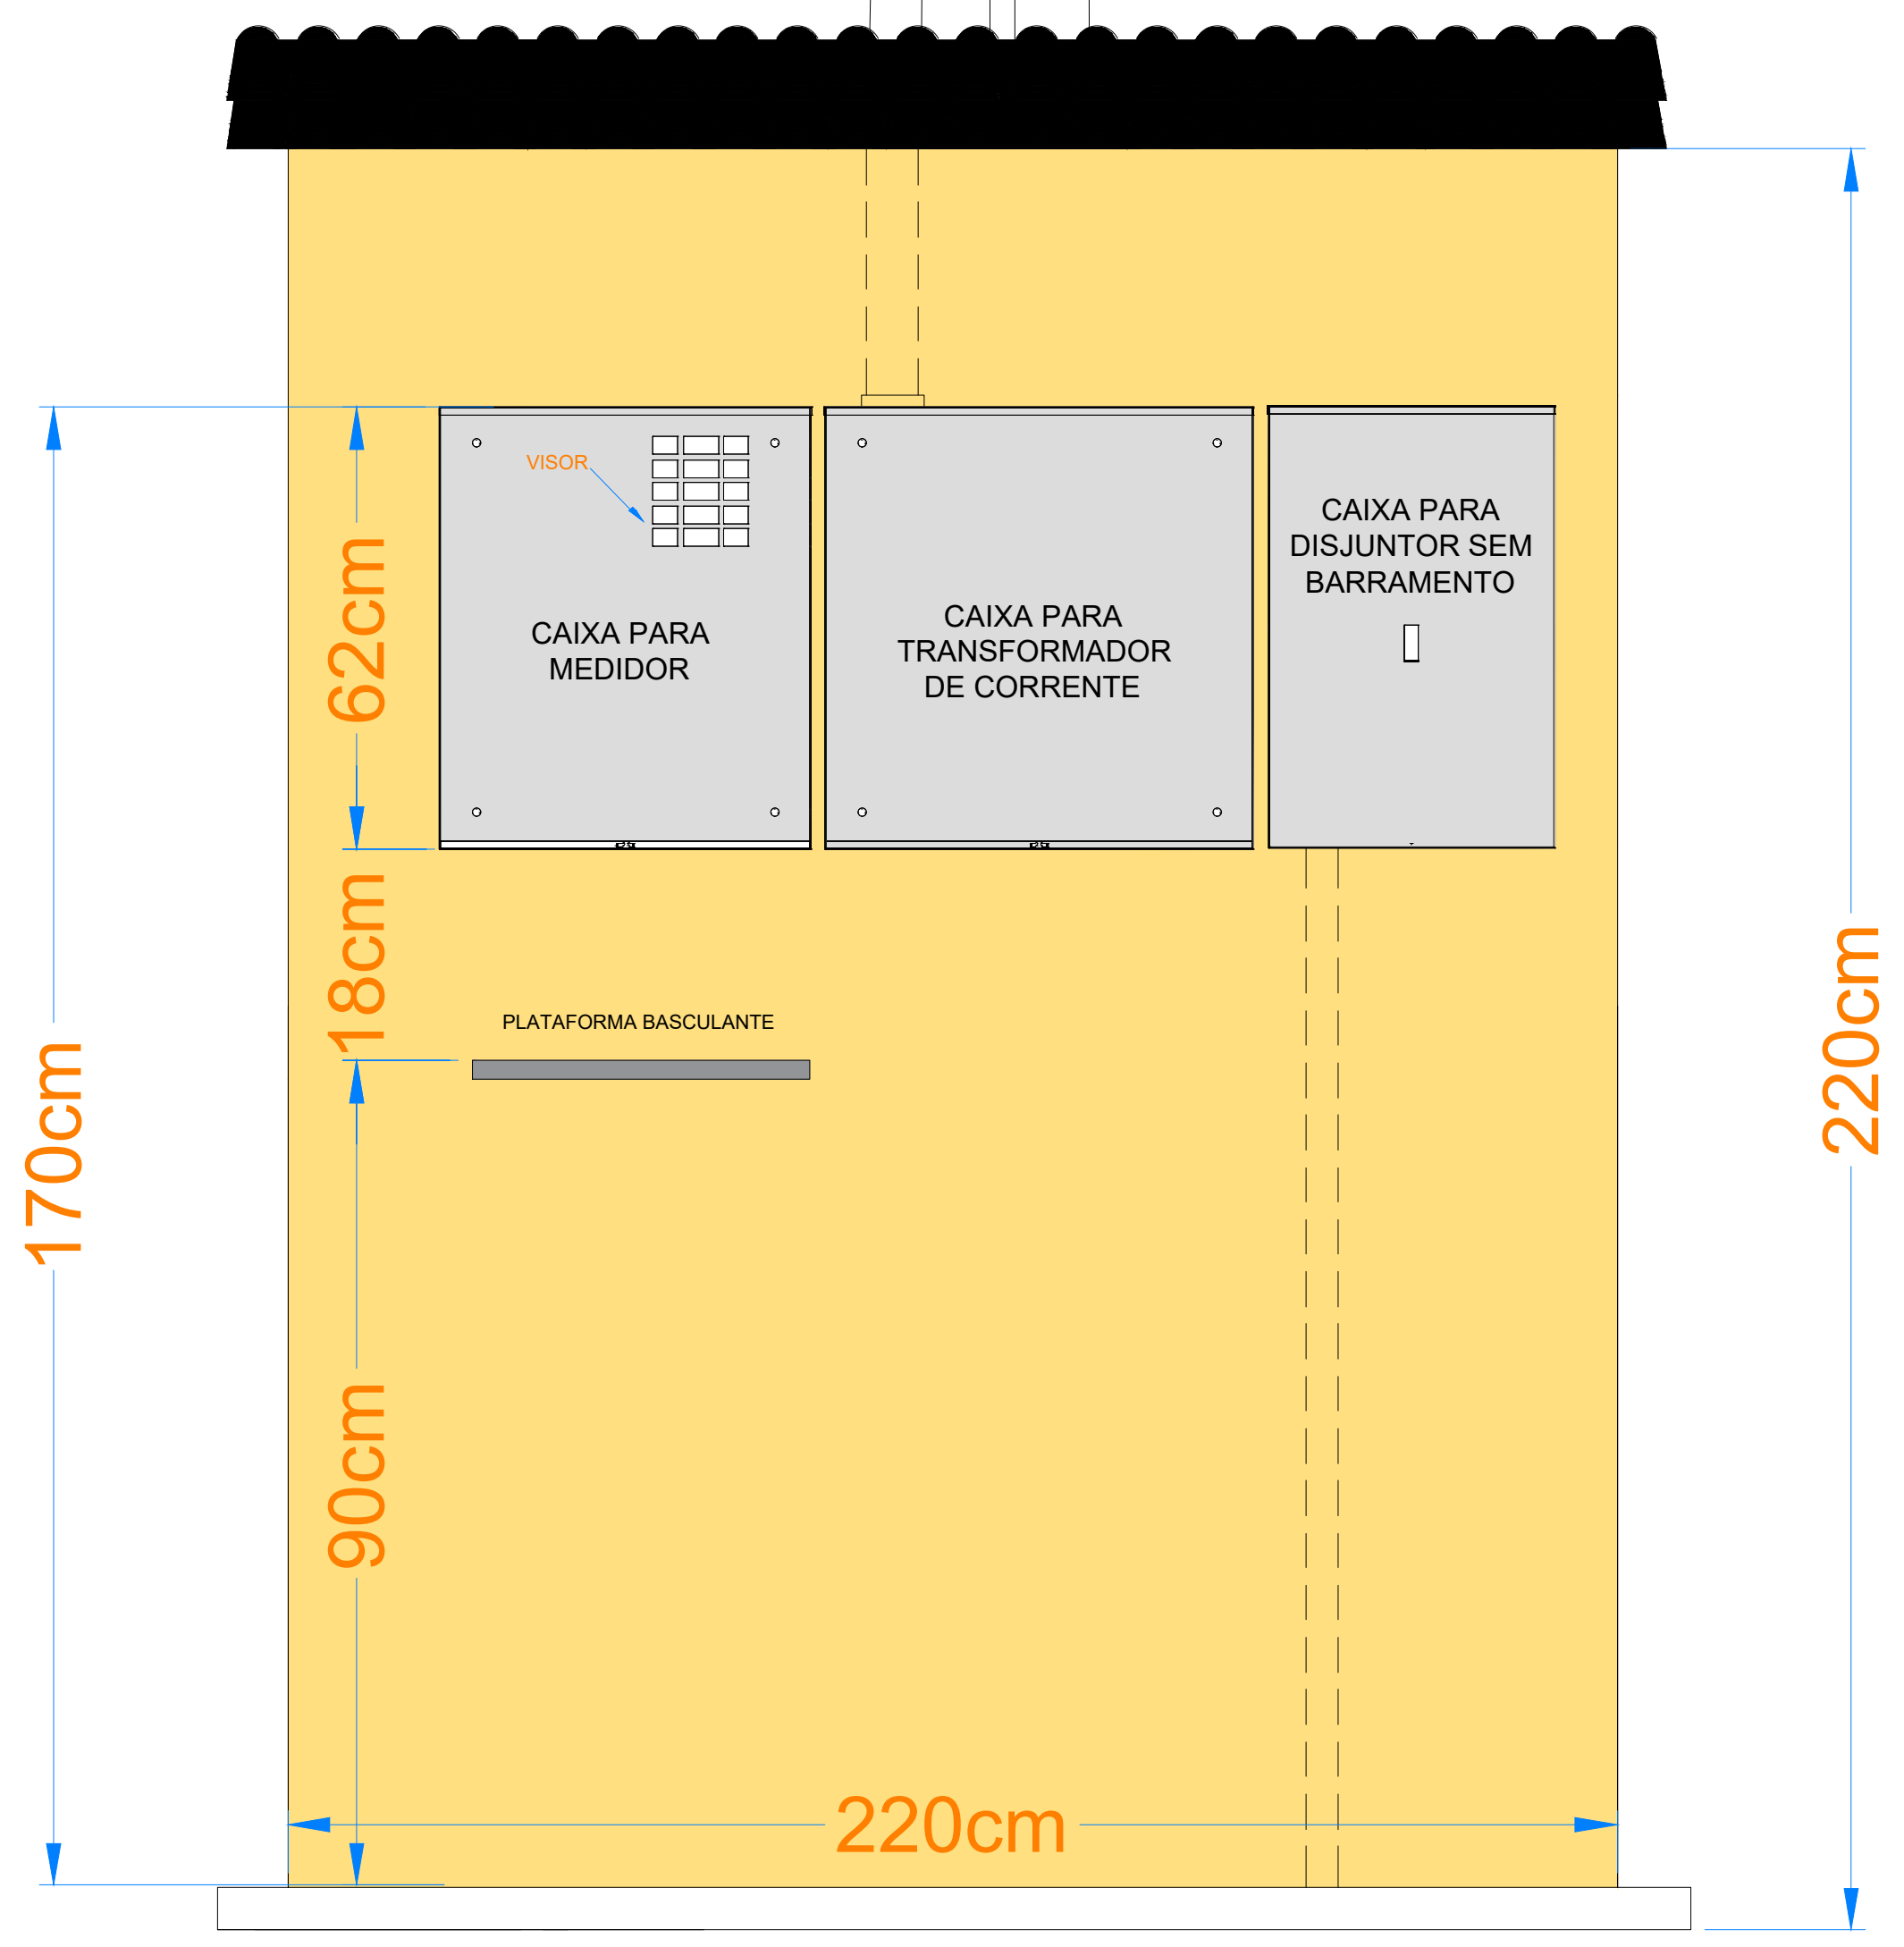 VISOR
CAIXA PARA
MEDIDOR
CAIXA PARA
TRANSFORMADOR
DE CORRENTE
CAIXA PARA
DISJUNTOR SEM
BARRAMENTO
62cm
18cm
PLATAFORMA BASCULANTE
170cm
220cm
90cm
220cm